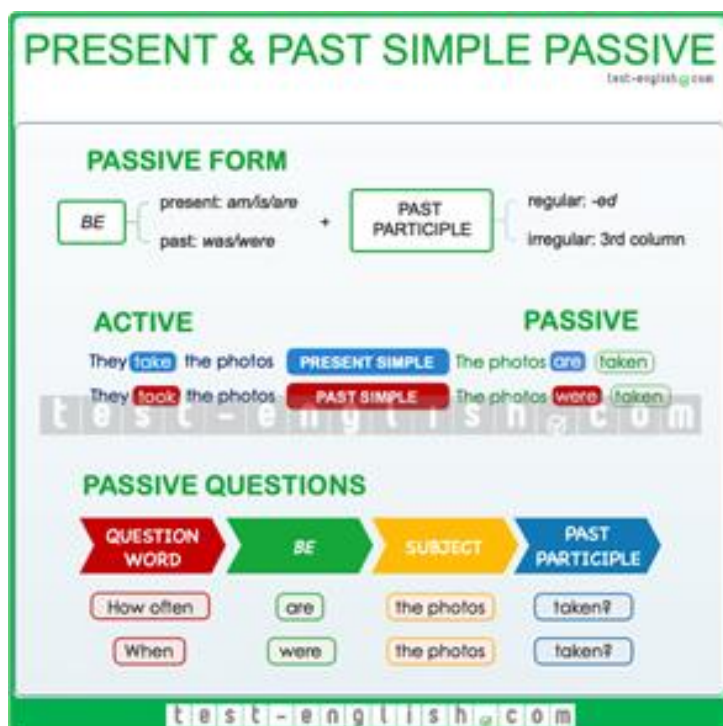 PRESENT & PAST SIMPLE PASSIVE
test-english.com
PASSIVE FORM
BE
present: am/is/are
past: was/were
+
PAST
PARTICIPLE
regular: -ed
irregular: 3rd column
ACTIVE
PASSIVE
They take the photos PRESENT SIMPLE The photos are taken
They took the photos PAST SIMPLE The photos were taken
test-english.com
PASSIVE QUESTIONS
QUESTION
WORD
BE
SUBJECT
PAST
PARTICIPLE
How often are the photos taken?
When were the photos taken?
test-english.com